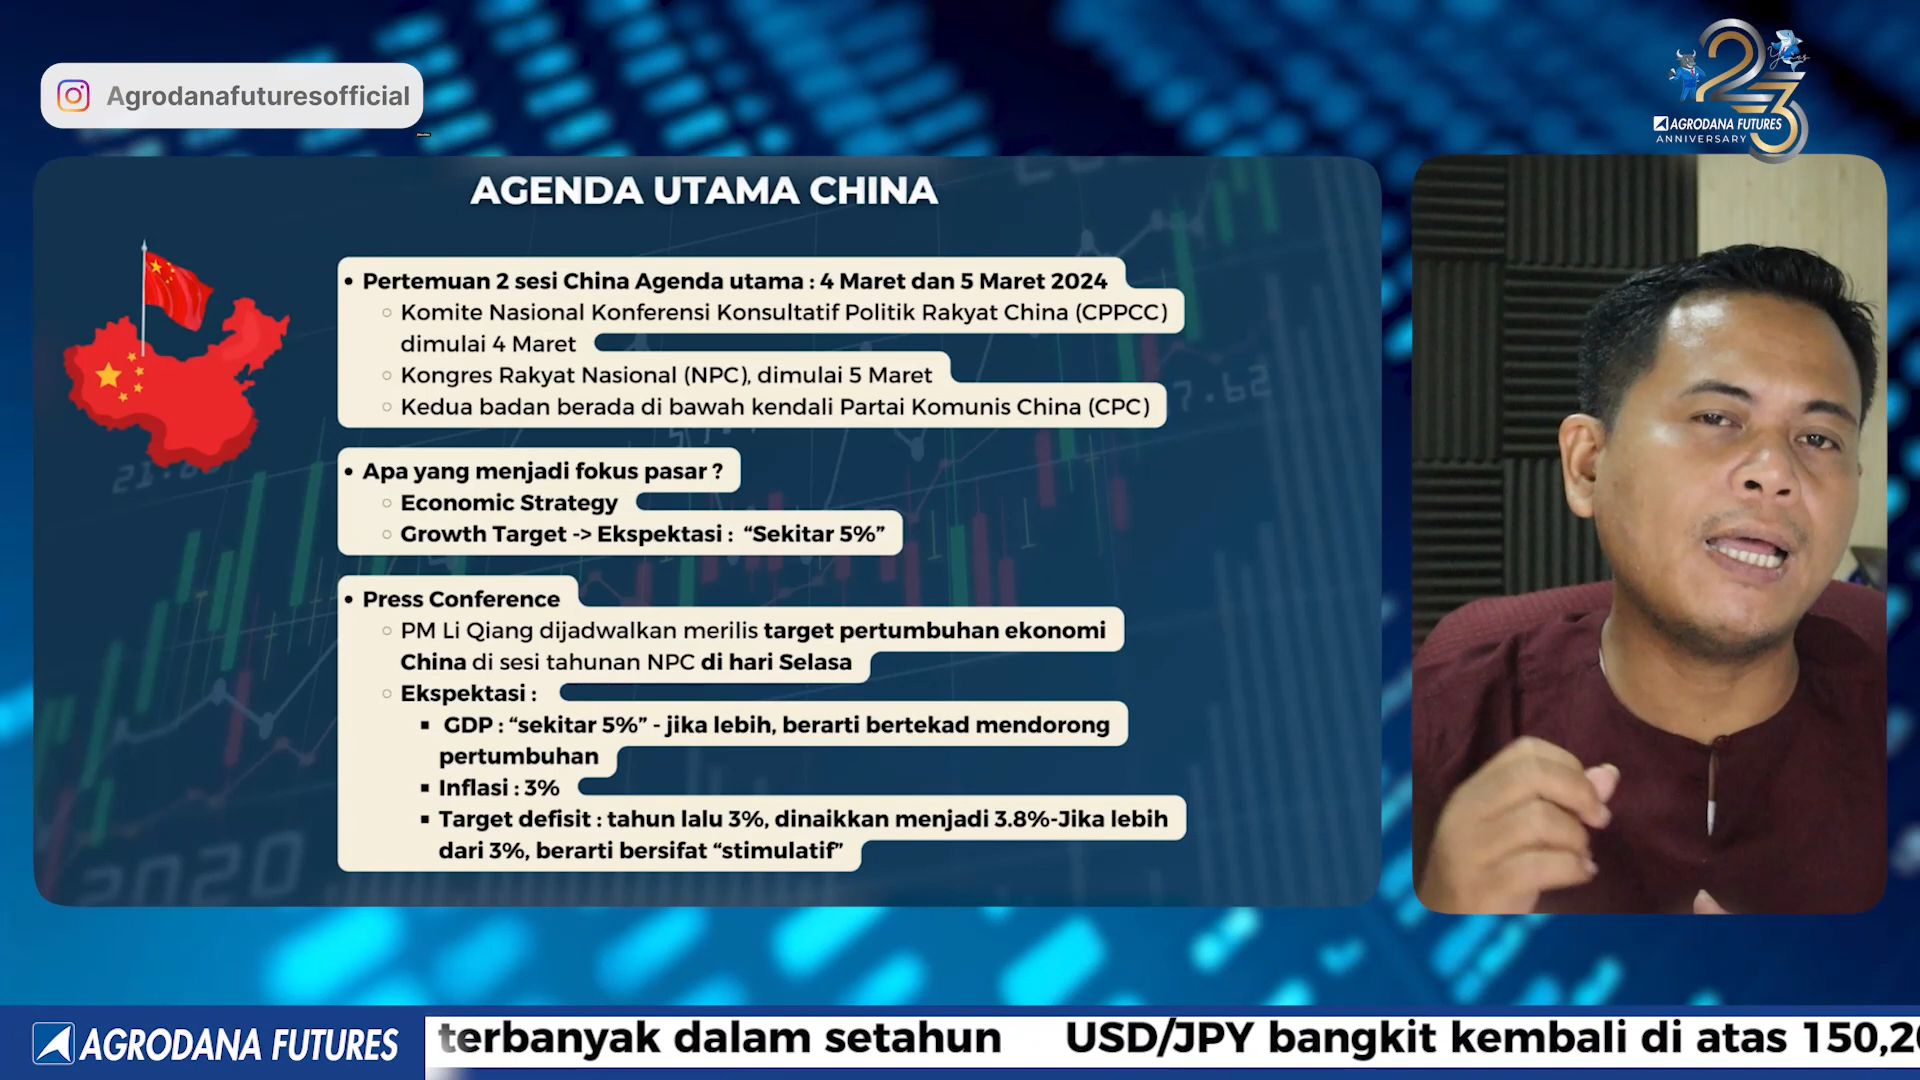 Agrodanafuturesofficial
23
Years
AGRODANA FUTURES
ANNIVERSARY
AGENDA UTAMA CHINA
• Pertemuan 2 sesi China Agenda utama : 4 Maret dan 5 Maret 2024
○ Komite Nasional Konferensi Konsultatif Politik Rakyat China (CPPCC)
dimulai 4 Maret
○ Kongres Rakyat Nasional (NPC), dimulai 5 Maret
○ Kedua badan berada di bawah kendali Partai Komunis China (CPC)
• Apa yang menjadi fokus pasar ?
○ Economic Strategy
○ Growth Target -> Ekspektasi : “Sekitar 5%”
• Press Conference
○ PM Li Qiang dijadwalkan merilis target pertumbuhan ekonomi
China di sesi tahunan NPC di hari Selasa
○ Ekspektasi :
▪ GDP : “sekitar 5%” - jika lebih, berarti bertekad mendorong
pertumbuhan
▪ Inflasi : 3%
▪ Target defisit : tahun lalu 3%, dinaikkan menjadi 3.8%-Jika lebih
dari 3%, berarti bersifat “stimulatif”
2020
AGRODANA FUTURES
terbanyak dalam setahun USD/JPY bangkit kembali di atas 150,20